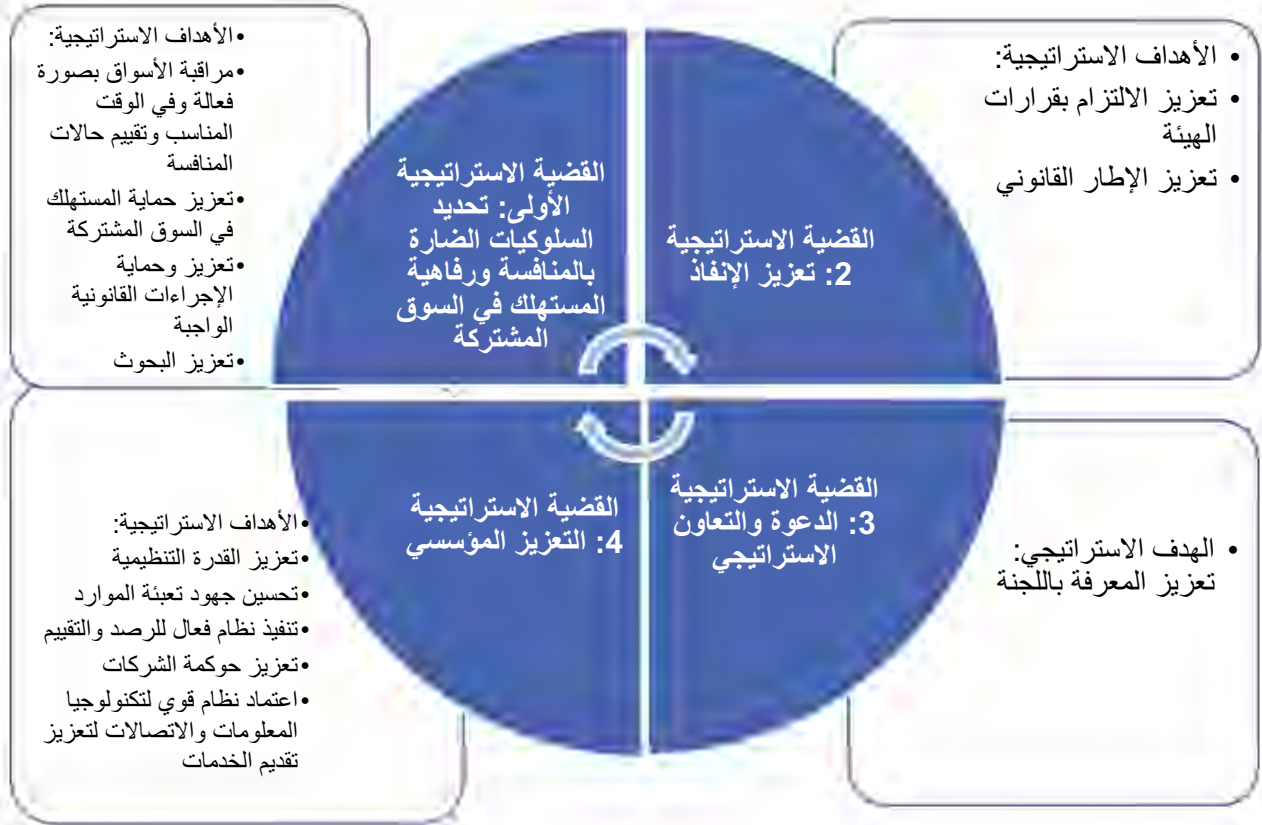 •الأهداف الاستراتيجية:
•مراقبة الأسواق بصورة
فعالة وفي الوقت
المناسب وتقييم حالات
المنافسة
•تعزيز حماية المستهلك
في السوق المشتركة
•تعزيز وحماية
الإجراءات القانونية
الواجبة
•تعزيز البحوث
القضية الاستراتيجية
الأولى: تحديد
السلوكيات الضارة
بالمنافسة ورفاهية
المستهلك في السوق
المشتركة
• الأهداف الاستراتيجية:
• تعزيز الالتزام بقرارات
الهيئة
• تعزيز الإطار القانوني
القضية الاستراتيجية
2: تعزيز الإنفاذ
القضية الاستراتيجية
3: الدعوة والتعاون
الاستراتيجي
• الهدف الاستراتيجي:
تعزيز المعرفة باللجنة
القضية الاستراتيجية
4: التعزيز المؤسسي
•الأهداف الاستراتيجية:
•تعزيز القدرة التنظيمية
•تحسين جهود تعبئة الموارد
•تنفيذ نظام فعال للرصد والتقييم
•تعزيز حوكمة الشركات
•اعتماد نظام قوي لتكنولوجيا
المعلومات والاتصالات لتعزيز
تقديم الخدمات